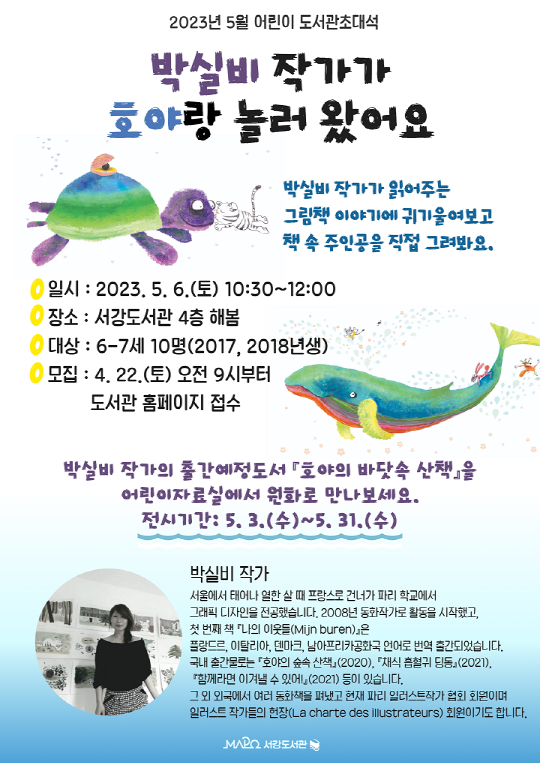 2023년 5월 어린이 도서관초대석
박실비 작가가
호야랑 놀러 왔어요
박실비 작가가 읽어주는
그림책 이야기에 귀기울여보고
책 속 주인공을 직접 그려봐요.
일시 : 2023. 5. 6.(토) 10:30~12:00
장소 : 서강도서관 4층 해봄
대상 : 6-7세 10명(2017, 2018년생)
모집 : 4. 22.(토) 오전 9시부터
도서관 홈페이지 접수
박실비 작가의 출간예정도서 『호야의 바닷속 산책』을
어린이자료실에서 원화로 만나보세요.
전시기간: 5. 3.(수)~5. 31.(수)
박실비 작가
서울에서 태어나 열한 살 때 프랑스로 건너가 파리 학교에서
그래픽 디자인을 전공했습니다. 2008년 동화작가로 활동을 시작했고,
첫 번째 책 『나의 이웃들(Mijn buren)』은
플랑드르, 이탈리아, 덴마크, 남아프리카공화국 언어로 번역 출간되었습니다.
국내 출간물로는 『호야의 숲속 산책』(2020), 『채식 흡혈귀 딩동』(2021),
『함께라면 이겨낼 수 있어!』(2021) 등이 있습니다.
그 외 외국에서 여러 동화책을 펴냈고 현재 파리 일러스트작가 협회 회원이며
일러스트 작가들의 헌장(La charte des illustrateurs) 회원이기도 합니다.
MAPO 서강도서관